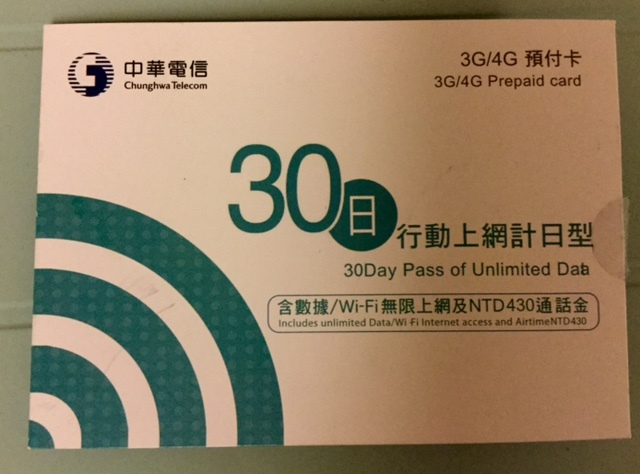 中華電信
Chunghwa Telecom
3G/4G 預付卡
3G/4G Prepaid card
30日 行動上網計日型
30Day Pass of Unlimited Data
含數據/Wi-Fi無限上網及NTD430通話金
Includes unlimited Data/Wi-Fi Internet access and AirtimeNTD430